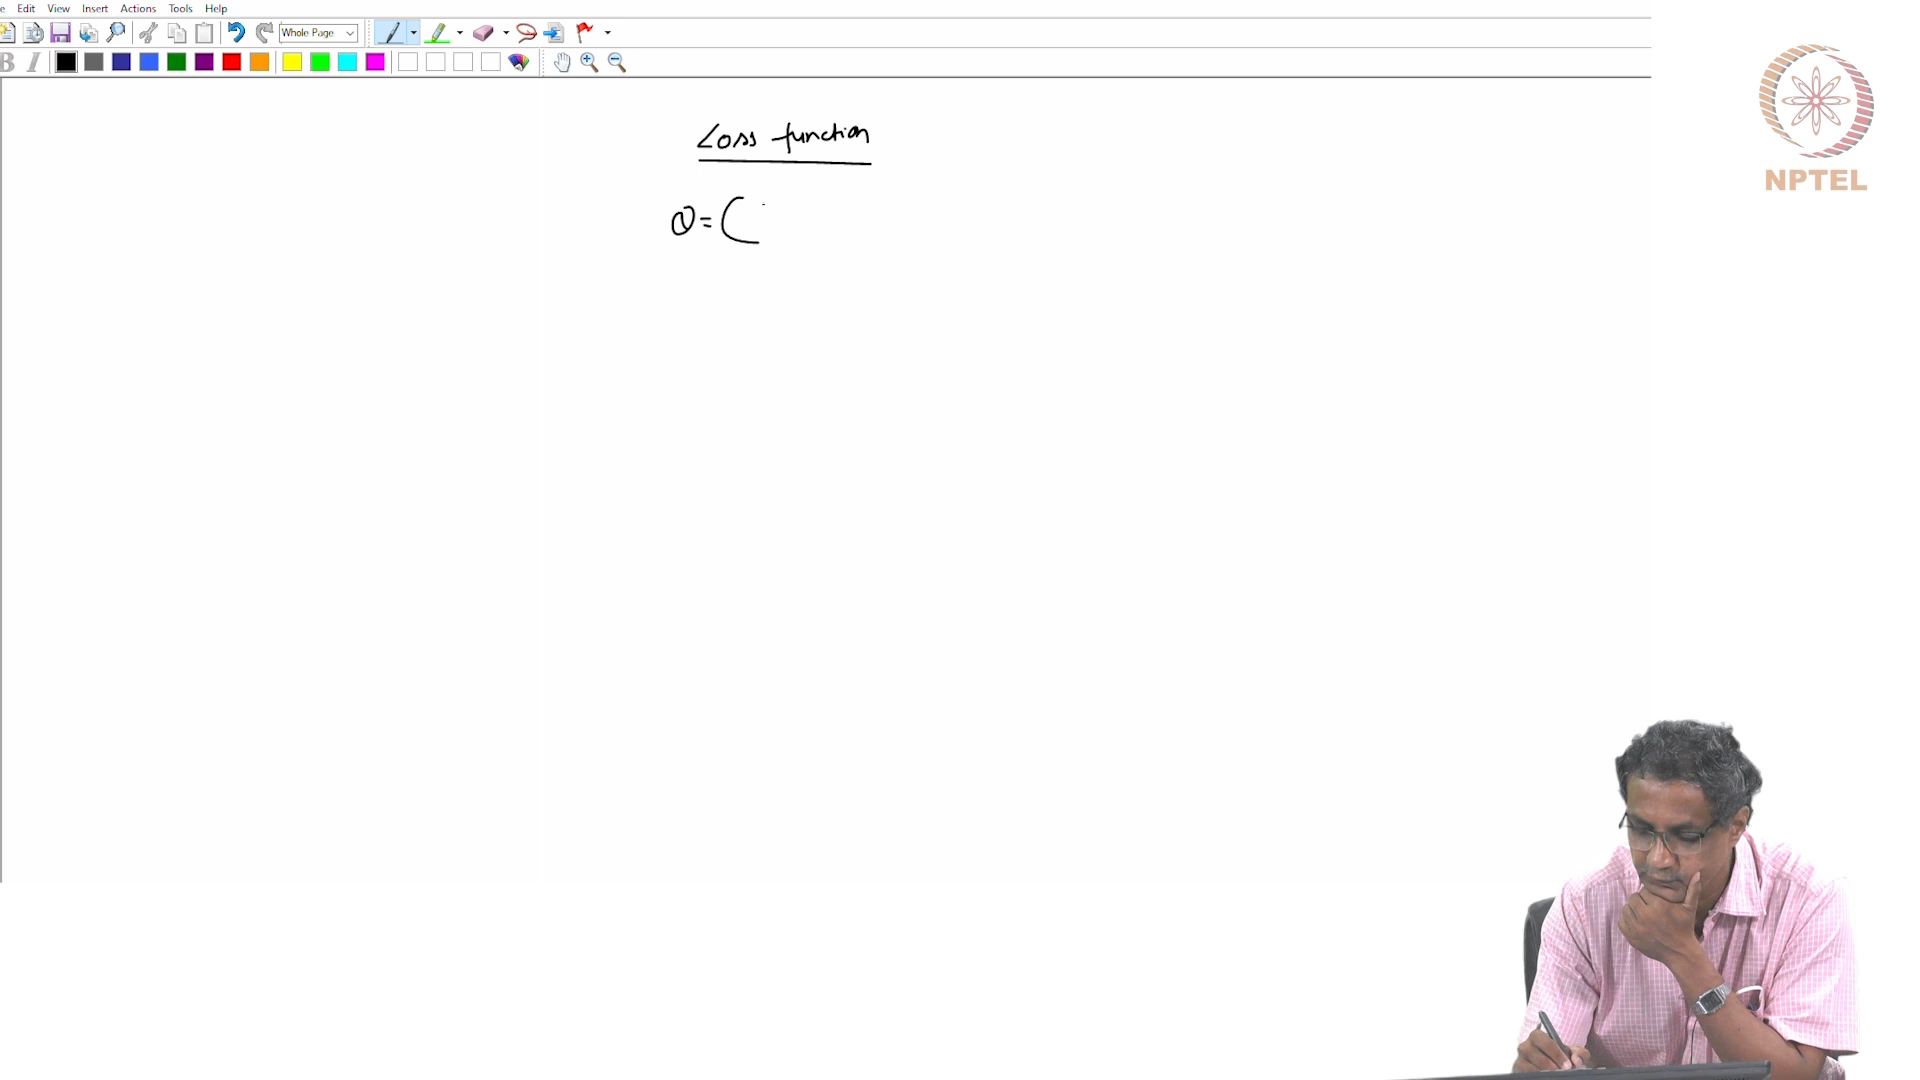 Edit View Insert Actions Tools Help
Whole Page
B I
Loss function
θ = (
NPTEL